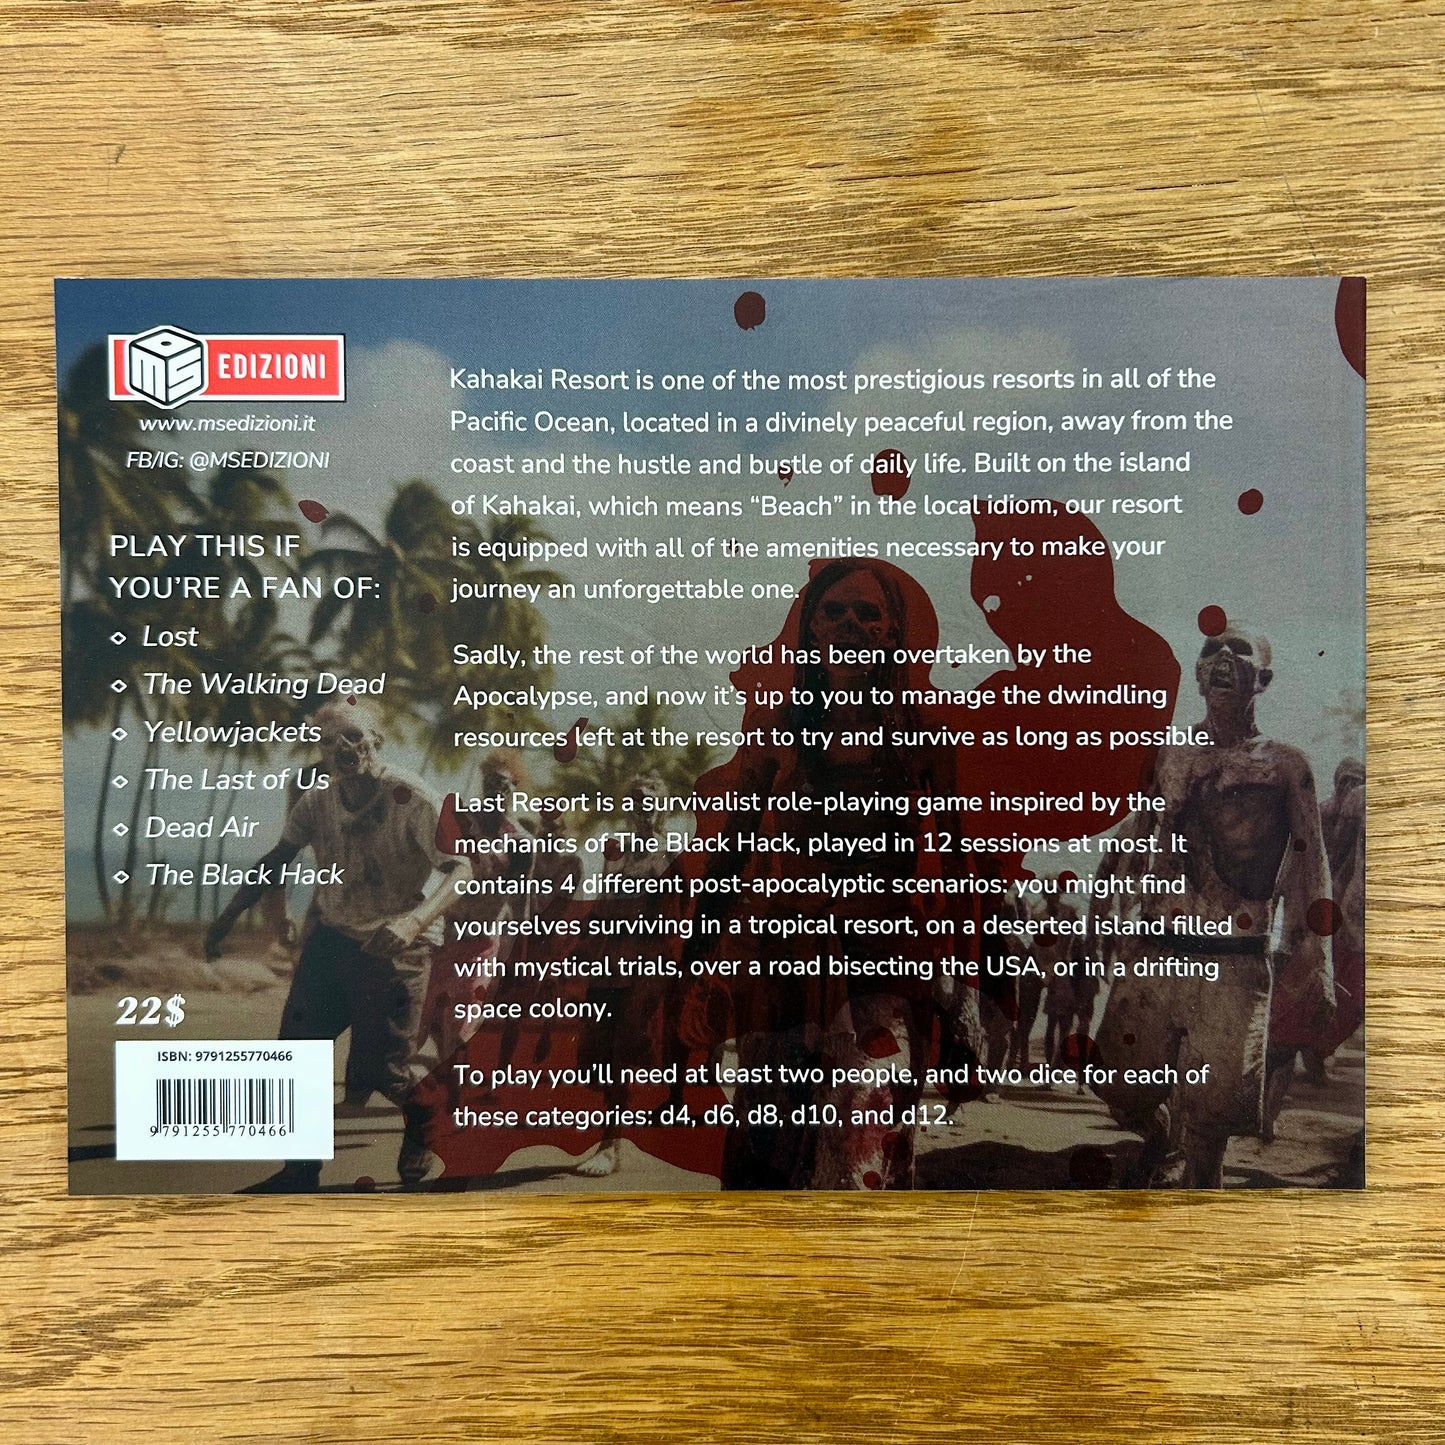 MS EDIZIONI
www.msedizioni.it
FB/IG: @MSEDIZIONI
PLAY THIS IF
YOU'RE A FAN OF:
Lost
The Walking Dead
Yellowjackets
The Last of Us
Dead Air
The Black Hack
22$
ISBN: 9791255770466
9 791255 770466
Kahakai Resort is one of the most prestigious resorts in all of the
Pacific Ocean, located in a divinely peaceful region, away from the
coast and the hustle and bustle of daily life. Built on the island
of Kahakai, which means “Beach” in the local idiom, our resort
is equipped with all of the amenities necessary to make your
journey an unforgettable one.
Sadly, the rest of the world has been overtaken by the
Apocalypse, and now it’s up to you to manage the dwindling
resources left at the resort to try and survive as long as possible.
Last Resort is a survivalist role-playing game inspired by the
mechanics of The Black Hack, played in 12 sessions at most. It
contains 4 different post-apocalyptic scenarios: you might find
yourselves surviving in a tropical resort, on a deserted island filled
with mystical trials, over a road bisecting the USA, or in a drifting
space colony.
To play you’ll need at least two people, and two dice for each of
these categories: d4, d6, d8, d10, and d12.